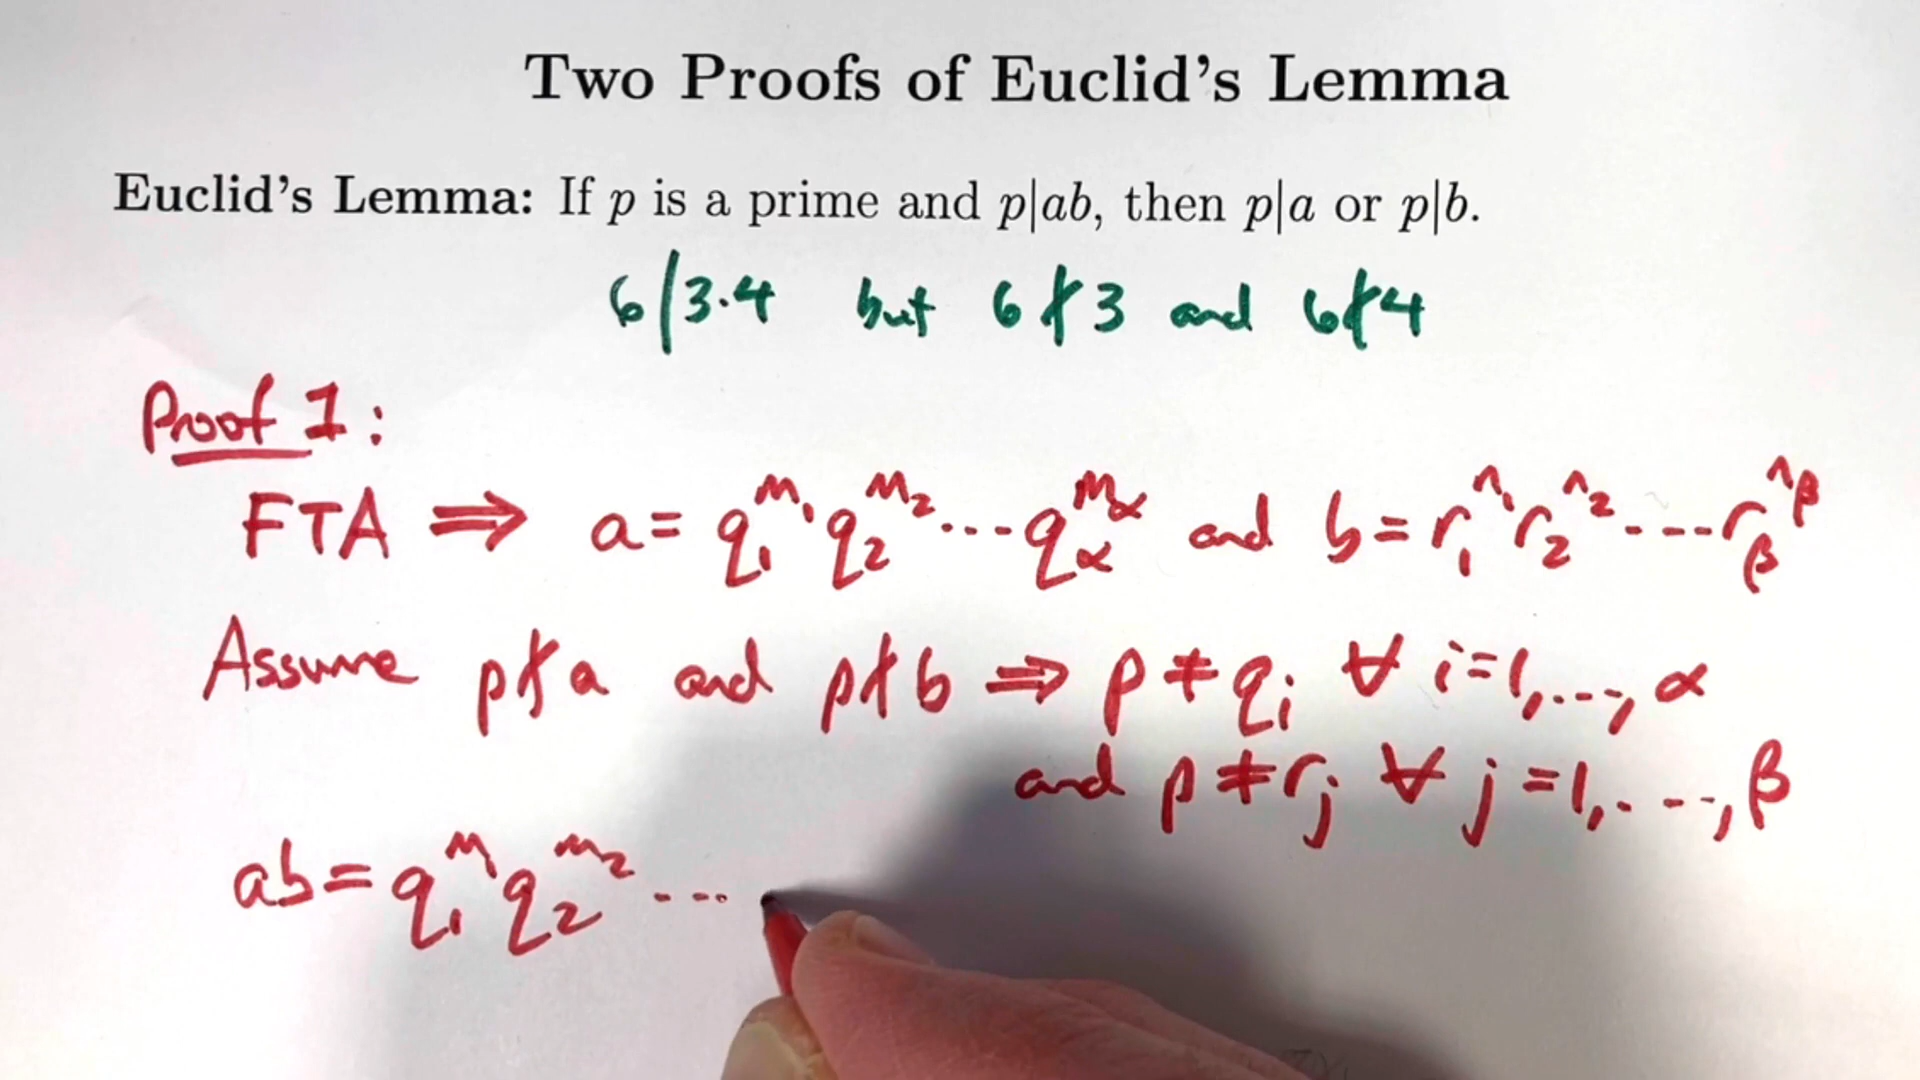 Two Proofs of Euclid's Lemma
Euclid's Lemma: If p is a prime and p|ab, then p|a or p|b.
6|3·4 but 6∤3 and 6∤4
Proof 1:
FTA ⇒ a = q₁^m₁ q₂^m₂ ... q_α^m_α and b = r₁^n₁ r₂^n₂ ... r_β^n_β
Assume p∤a and p∤b ⇒ p ≠ qᵢ ∀ i=1,...,α
and p ≠ rⱼ ∀ j=1,...,β
ab = q₁^m₁ q₂^m₂ ...